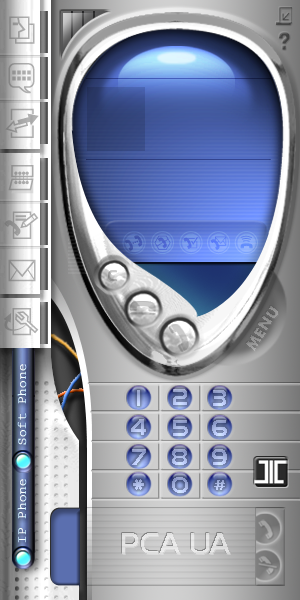 ?
MENU
Soft Phone
IP Phone
1 2 3
4 5 6
7 8 9
* 0 #
PCA UA